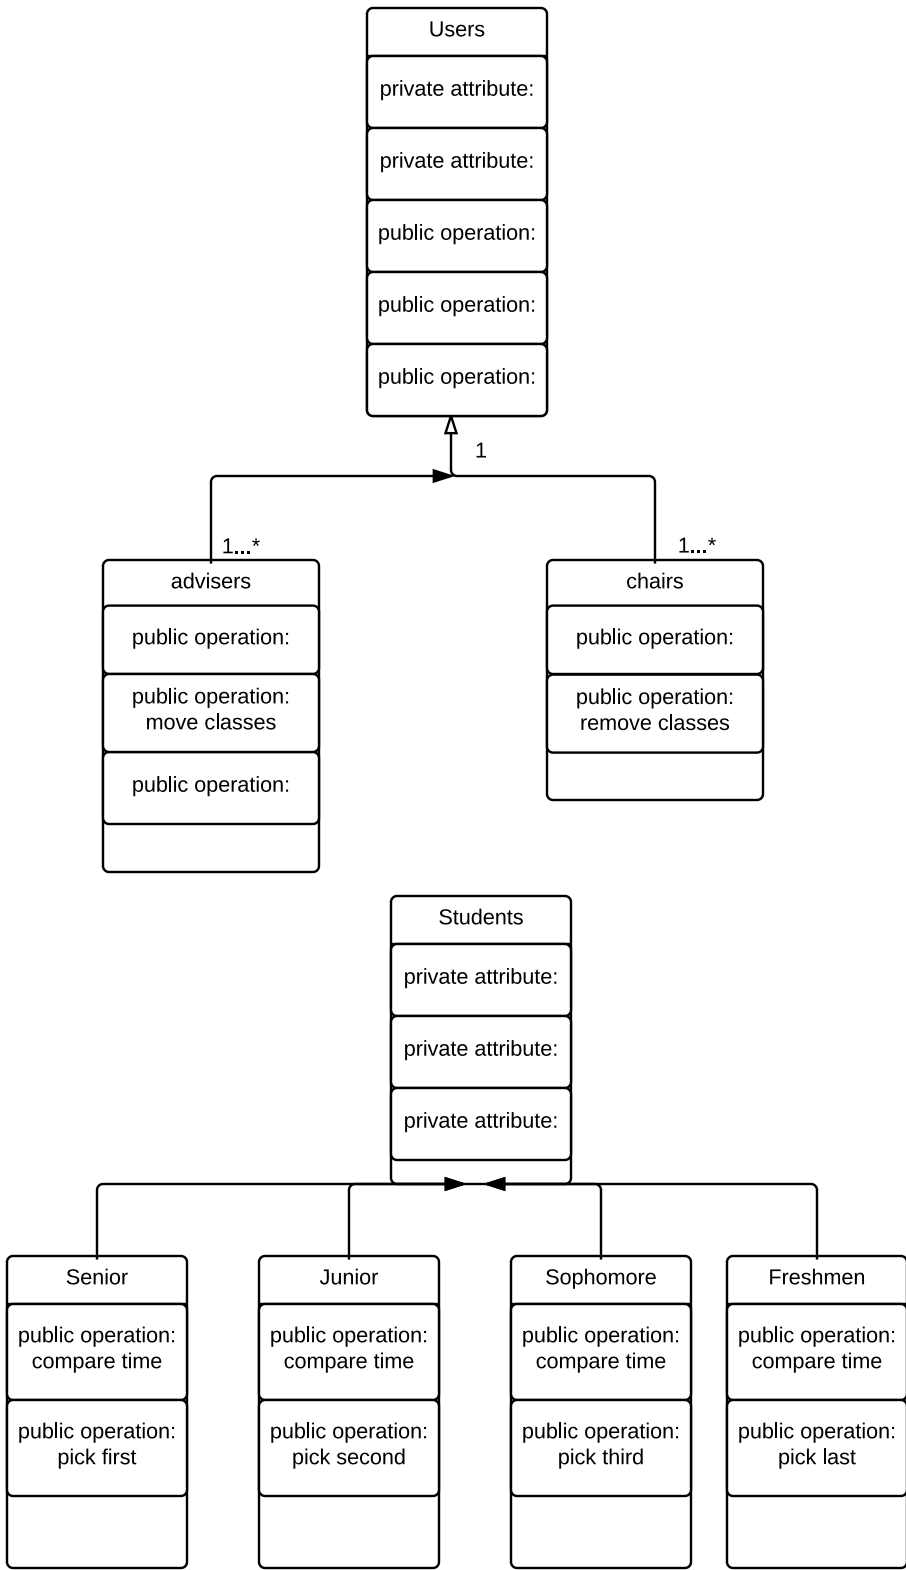 Users
private attribute:
private attribute:
public operation:
public operation:
public operation:
1
1...*
1...*
advisers
public operation:
public operation:
move classes
public operation:
chairs
public operation:
public operation:
remove classes
Students
private attribute:
private attribute:
private attribute:
Senior
public operation:
compare time
public operation:
pick first
Junior
public operation:
compare time
public operation:
pick second
Sophomore
public operation:
compare time
public operation:
pick third
Freshmen
public operation:
compare time
public operation:
pick last